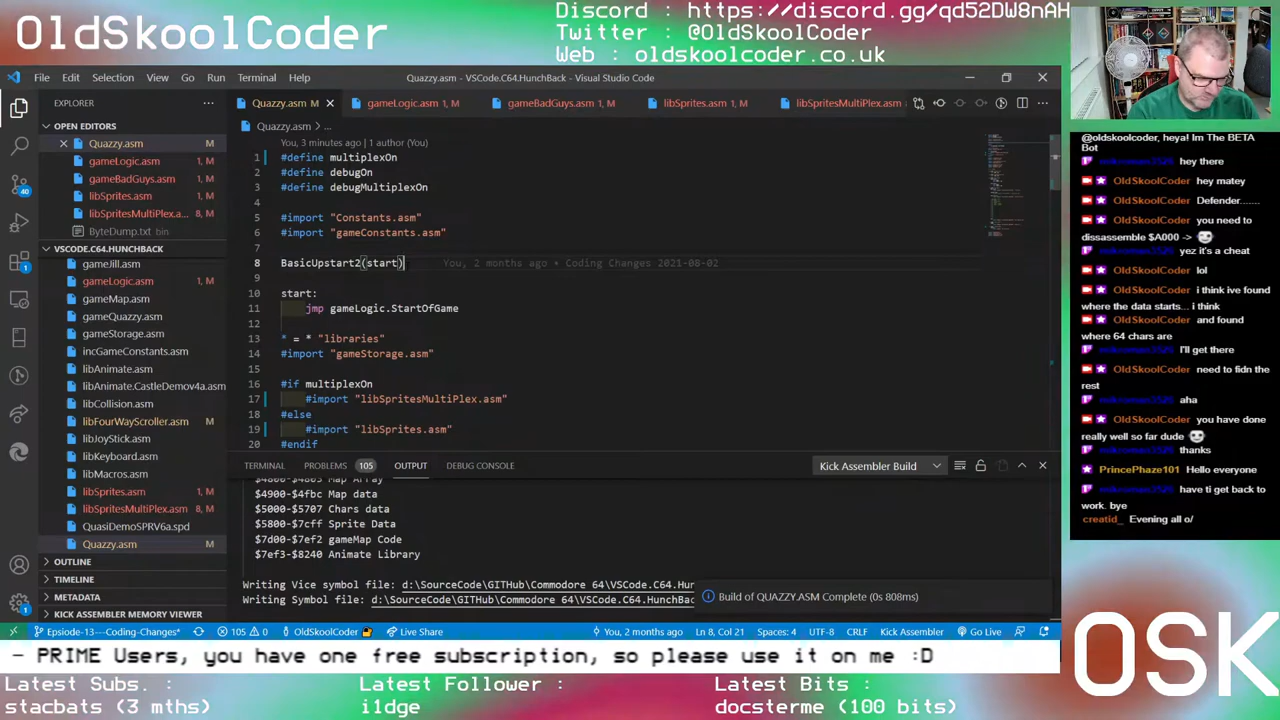 OldSkoolCoder
Discord : https://discord.gg/qd52DW8nAH
Twitter : @OldSkoolCoder
Web : oldskoolcoder.co.uk
File Edit Selection View Go Run Terminal Help
Quazzy.asm - VSCode.C64.HunchBack - Visual Studio Code
EXPLORER
OPEN EDITORS
Quazzy.asm M
gameLogic.asm 1, M
gameBadGuys.asm 1, M
libSprites.asm 1, M
libSpritesMultiPlex.a... 8, M
ByteDump.txt bin
VSCODE.C64.HUNCHBACK
gameJill.asm
gameLogic.asm 1, M
gameMap.asm
gameQuazzy.asm
gameStorage.asm
incGameConstants.asm
libAnimate.asm
libAnimate.CastleDemov4a.asm
libCollision.asm
libFourWayScroller.asm M
libJoyStick.asm
libKeyboard.asm
libMacros.asm
libSprites.asm 1, M
libSpritesMultiPlex.asm 8, M
QuasiDemoSPRV6a.spd
Quazzy.asm M
OUTLINE
TIMELINE
METADATA
KICK ASSEMBLER MEMORY VIEWER
40
1
1
Quazzy.asm M
gameLogic.asm 1, M
gameBadGuys.asm 1, M
libSprites.asm 1, M
libSpritesMultiPlex.asm
Quazzy.asm > ...
You, 3 minutes ago | 1 author (You)
1 #define multiplexOn
2 #define debugOn
3 #define debugMultiplexOn
4
5 #import "Constants.asm"
6 #import "gameConstants.asm"
7
8 BasicUpstart2(start) You, 2 months ago • Coding Changes 2021-08-02
9
10 start:
11 jmp gameLogic.StartOfGame
12
13 * = * "libraries"
14 #import "gameStorage.asm"
15
16 #if multiplexOn
17 #import "libSpritesMultiPlex.asm"
18 #else
19 #import "libSprites.asm"
20 #endif
TERMINAL PROBLEMS 105 OUTPUT DEBUG CONSOLE
Kick Assembler Build
$4900-$4fbc Map data
$5000-$5707 Chars data
$5800-$7cff Sprite Data
$7d00-$7ef2 gameMap Code
$7ef3-$8240 Animate Library
Writing Vice symbol file: d:\SourceCode\GITHub\Commodore 64\VSCode.C64.Hun
Writing Symbol file: d:\SourceCode\GITHub\Commodore 64\VSCode.C64.HunchBac
Build of QUAZZY.ASM Complete (0s 808ms)
Epsiode-13---Coding-Changes* 105 0 OldSkoolCoder Live Share You, 2 months ago Ln 8, Col 21 Spaces: 4 UTF-8 CRLF Kick Assembler Go Live
@oldskoolcoder, heya! Im The BETA
Bot
hey there
OldSkoolCoder hey matey
OldSkoolCoder Defender.......
OldSkoolCoder you need to
dissassemble $A000 ->
yez it's a cheat
OldSkoolCoder lol
i think ive found
where the data starts... i think
OldSkoolCoder and found
where 64 chars are
I'll get there
OldSkoolCoder need to fidn the
rest
aha
OldSkoolCoder you have done
really well so far dude
thanks
PrincePhaze101 Hello everyone
have ti get back to
work. bye
creatid_ Evening all o/
- PRIME Users, you have one free subscription, so please use it on me :D
OSK
Latest Subs. :
stacbats (3 mths)
Latest Follower :
i1dge
Latest Bits :
docsterme (100 bits)